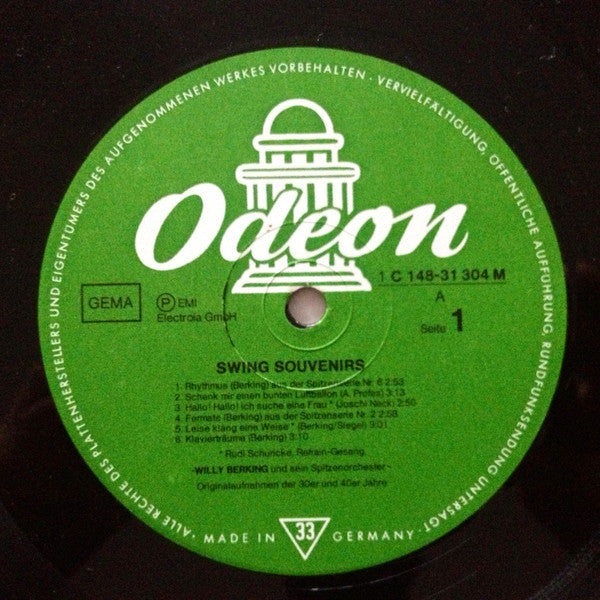 ALLE RECHTE DES PLATTENHERSTELLERS UND EIGENTÜMERS DES AUFGENOMMENEN WERKES VORBEHALTEN · VERVIELFÄLTIGUNG, ÖFFENTLICHE AUFFÜHRUNG, RUNDFUNKSENDUNG UNTERSAGT ·
Odeon
1 C 148-31 304 M
GEMA
P EMI
Electrola GmbH
A
Seite 1
SWING SOUVENIRS
1. Rhythmus (Berking) aus der Spitzenserie Nr. 6 2:53
2. Schenk mir einen bunten Luftballon (A. Profes) 3:13
3. Hallo! Hallo! ich suche eine Frau * (Joschi Neck) 2:50
4. Fermate (Berking) aus der Spitzenserie Nr. 2 2:58
5. Leise klang eine Weise * (Berking/Siegel) 3:01
6. Klavierträume (Berking) 3:10
* Rudi Schuricke, Refrain-Gesang
-WILLY BERKING und sein Spitzenorchester-
Originalaufnahmen der 30er und 40er Jahre
MADE IN 33 GERMANY